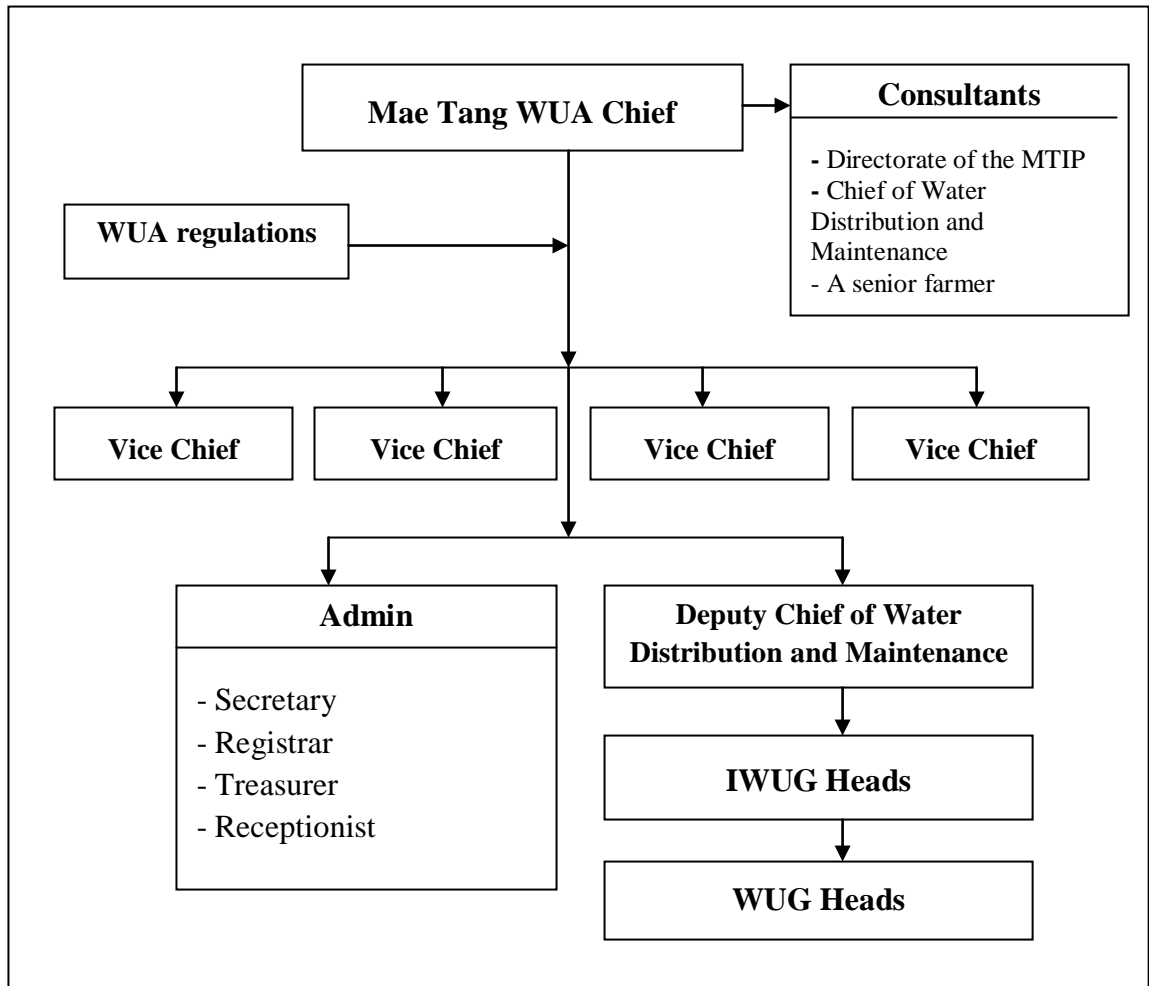 Mae Tang WUA Chief
Consultants
- Directorate of the MTIP
- Chief of Water
Distribution and
Maintenance
- A senior farmer
WUA regulations
Vice Chief
Vice Chief
Vice Chief
Vice Chief
Admin
- Secretary
- Registrar
- Treasurer
- Receptionist
Deputy Chief of Water
Distribution and Maintenance
IWUG Heads
WUG Heads